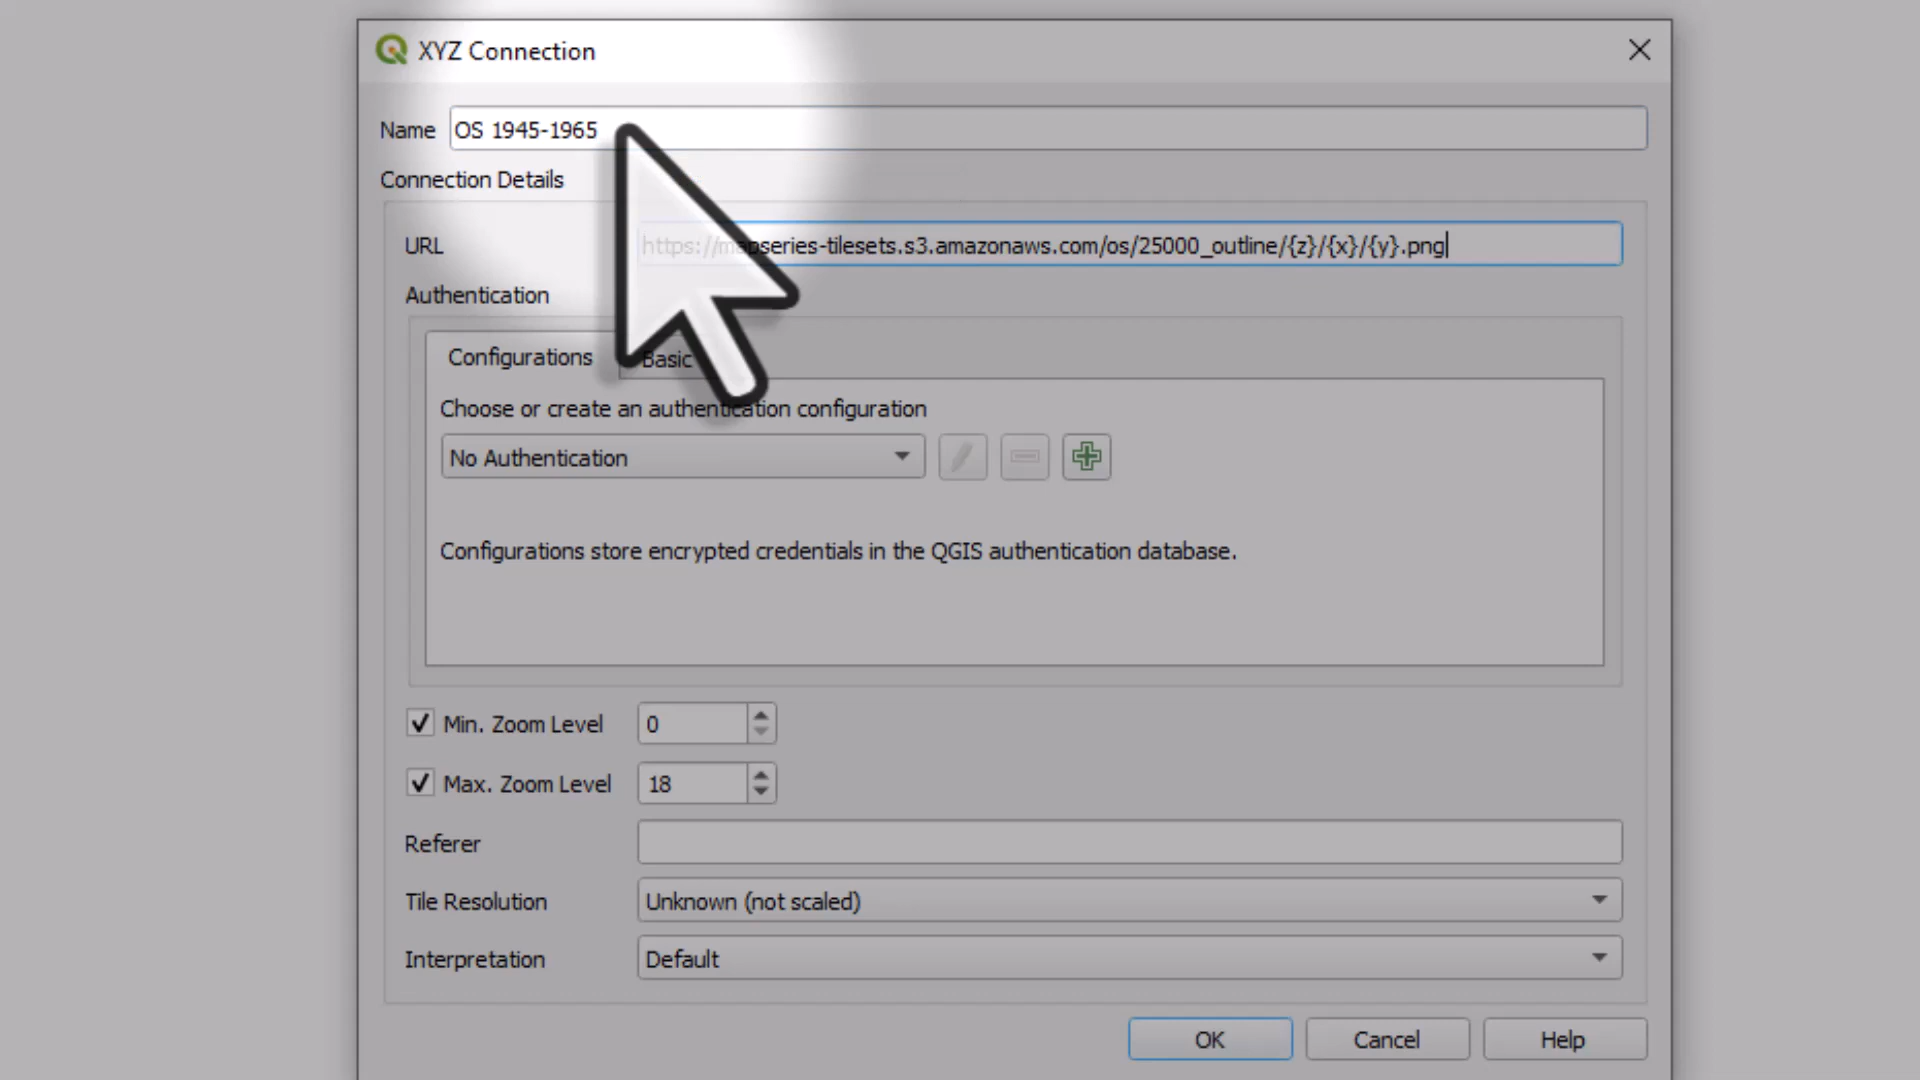 XYZ Connection
Name OS 1945-1965
Connection Details
URL https://mapseries-tilesets.s3.amazonaws.com/os/25000_outline/{z}/{x}/{y}.png
Authentication
Configurations Basic
Choose or create an authentication configuration
No Authentication
Configurations store encrypted credentials in the QGIS authentication database.
Min. Zoom Level 0
Max. Zoom Level 18
Referer
Tile Resolution Unknown (not scaled)
Interpretation Default
OK Cancel Help